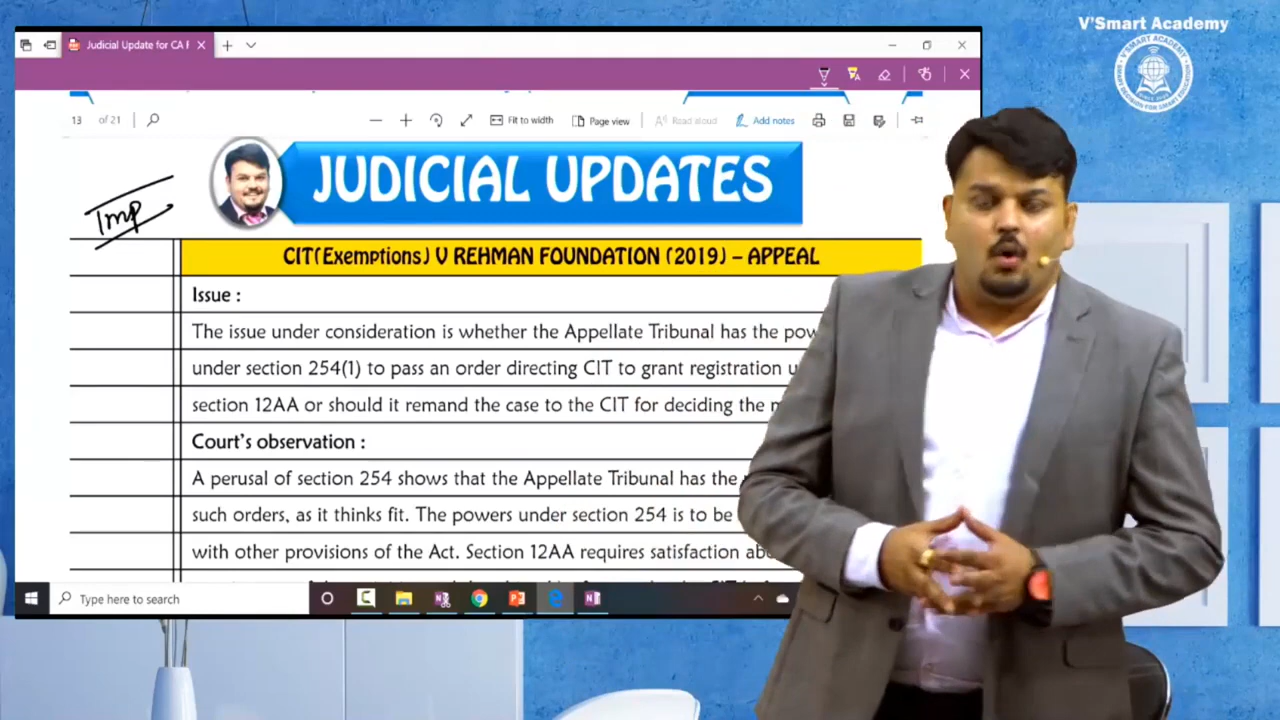 V'Smart Academy
Judicial Update for CA F
13 of 21
Fit to width
Page view
Read aloud
Add notes
Imp
JUDICIAL UPDATES
CIT(Exemptions) V REHMAN FOUNDATION (2019) – APPEAL
Issue :
The issue under consideration is whether the Appellate Tribunal has the pow
under section 254(1) to pass an order directing CIT to grant registration u
section 12AA or should it remand the case to the CIT for deciding the
Court's observation :
A perusal of section 254 shows that the Appellate Tribunal has the
such orders, as it thinks fit. The powers under section 254 is to be
with other provisions of the Act. Section 12AA requires satisfaction abo
Type here to search